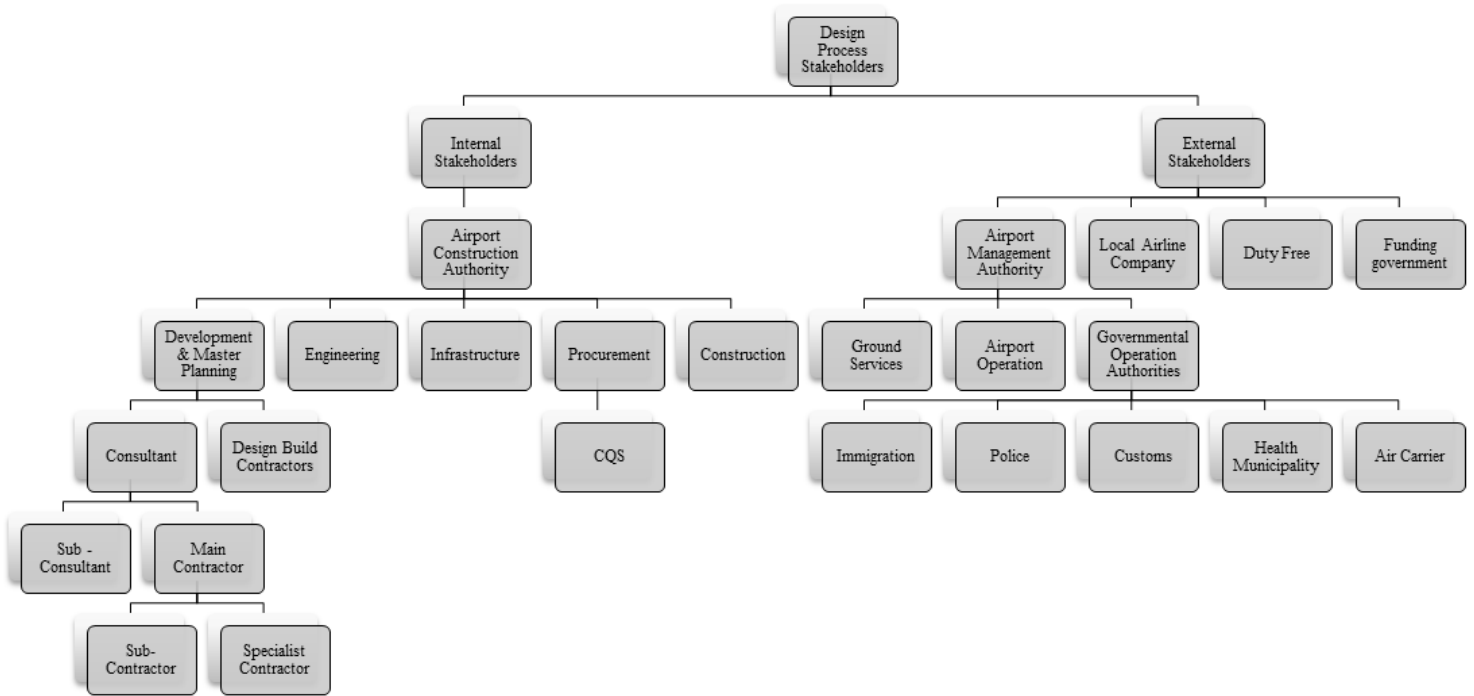 Design
Process
Stakeholders
Internal
Stakeholders
External
Stakeholders
Airport
Construction
Authority
Airport
Management
Authority
Local Airline
Company
Duty Free
Funding
government
Development
& Master
Planning
Engineering
Infrastructure
Procurement
Construction
Ground
Services
Airport
Operation
Governmental
Operation
Authorities
Consultant
Design Build
Contractors
CQS
Immigration
Police
Customs
Health
Municipality
Air Carrier
Sub -
Consultant
Main
Contractor
Sub-
Contractor
Specialist
Contractor